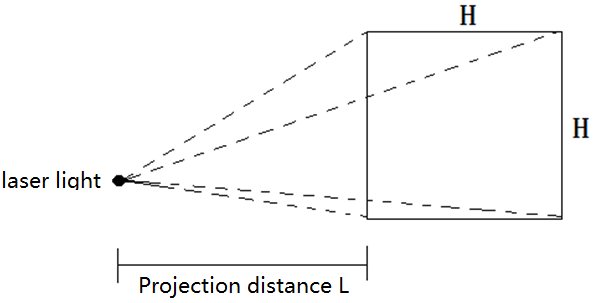 H
H
laser light
Projection distance L